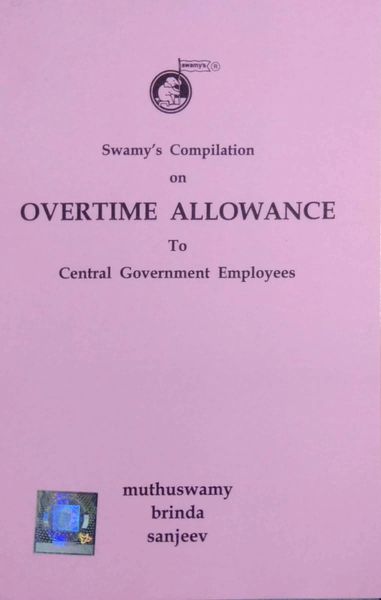 swamy's ®
Swamy's Compilation
on
OVERTIME ALLOWANCE
To
Central Government Employees
muthuswamy
brinda
sanjeev